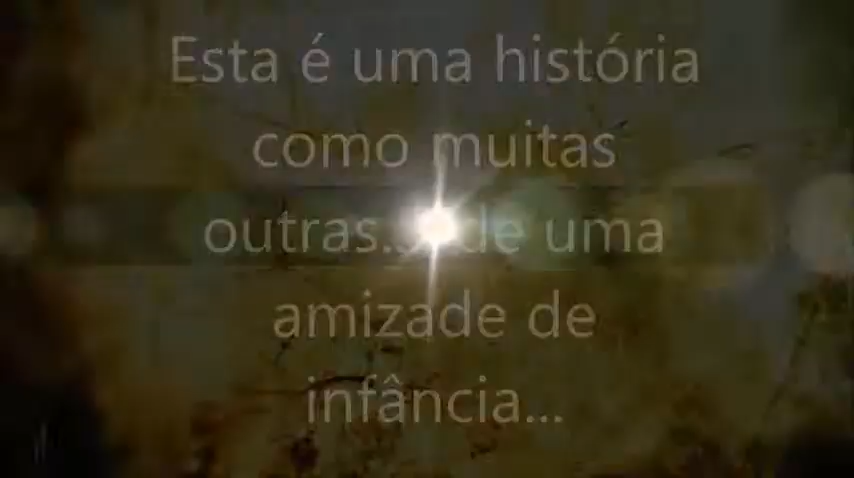 Esta é uma história
como muitas
outras... de uma
amizade de
infância...